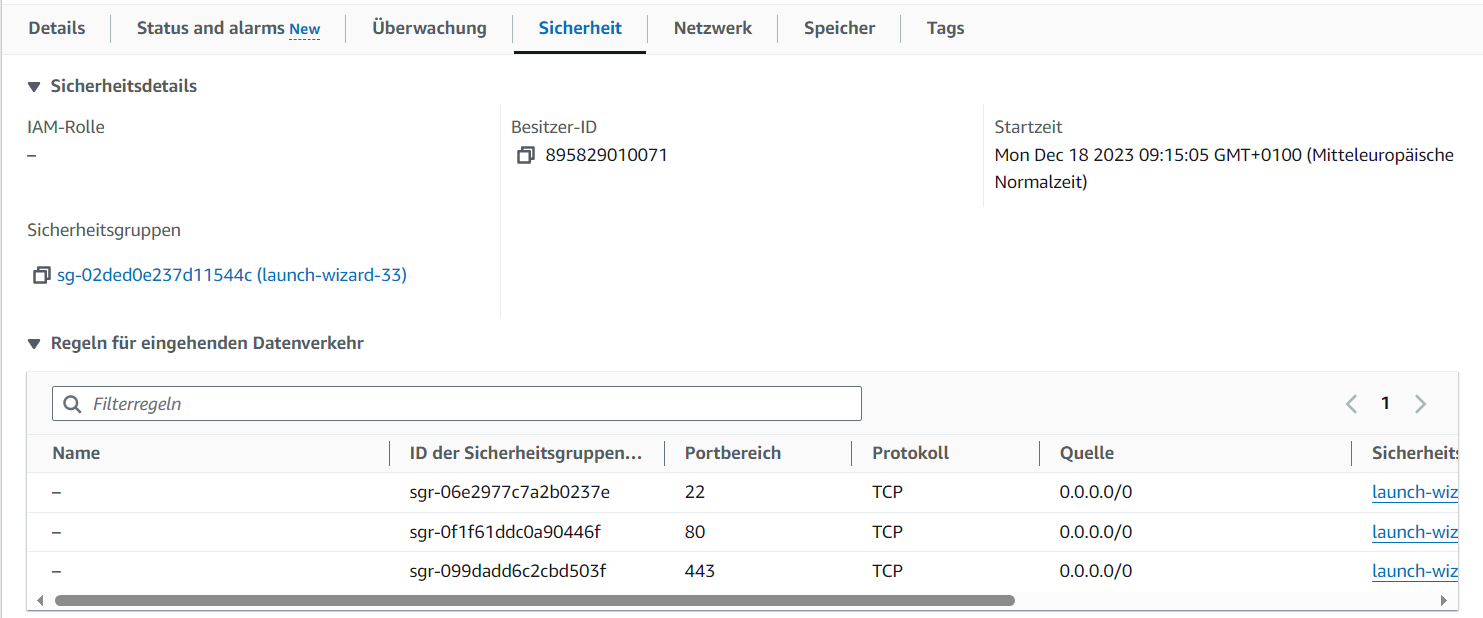 Details Status and alarms New Überwachung Sicherheit Netzwerk Speicher Tags
Sicherheitsdetails
IAM-Rolle
–
Besitzer-ID
895829010071
Startzeit
Mon Dec 18 2023 09:15:05 GMT+0100 (Mitteleuropäische
Normalzeit)
Sicherheitsgruppen
sg-02ded0e237d11544c (launch-wizard-33)
Regeln für eingehenden Datenverkehr
Filterregeln
1
Name ID der Sicherheitsgruppen... Portbereich Protokoll Quelle Sicherheits
– sgr-06e2977c7a2b0237e 22 TCP 0.0.0.0/0 launch-wiz
– sgr-0f1f61ddc0a90446f 80 TCP 0.0.0.0/0 launch-wiz
– sgr-099dadd6c2cbd503f 443 TCP 0.0.0.0/0 launch-wiz